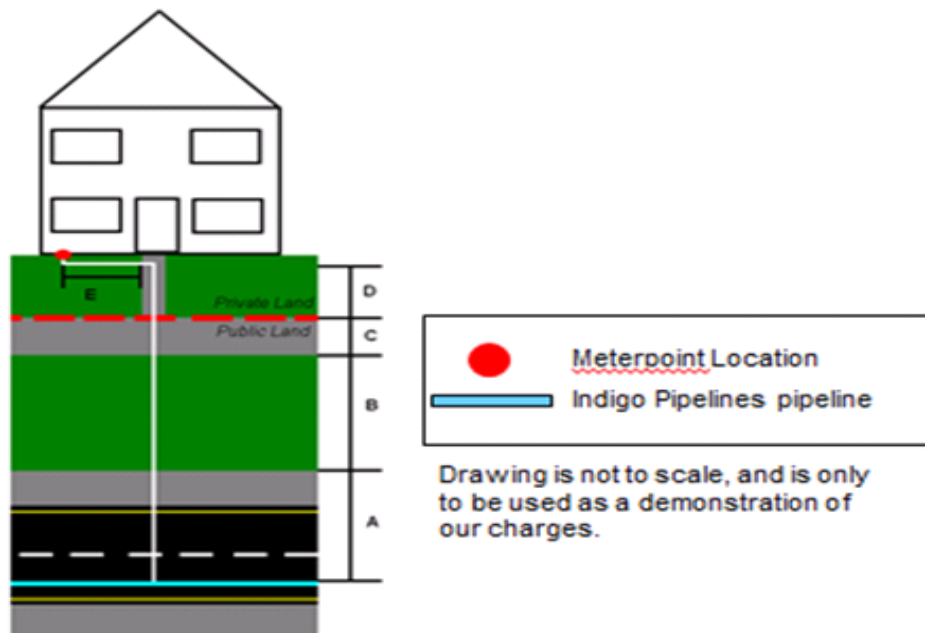 D
E
Private Land
Public Land
C
B
A
Meterpoint Location
Indigo Pipelines pipeline
Drawing is not to scale, and is only
to be used as a demonstration of
our charges.